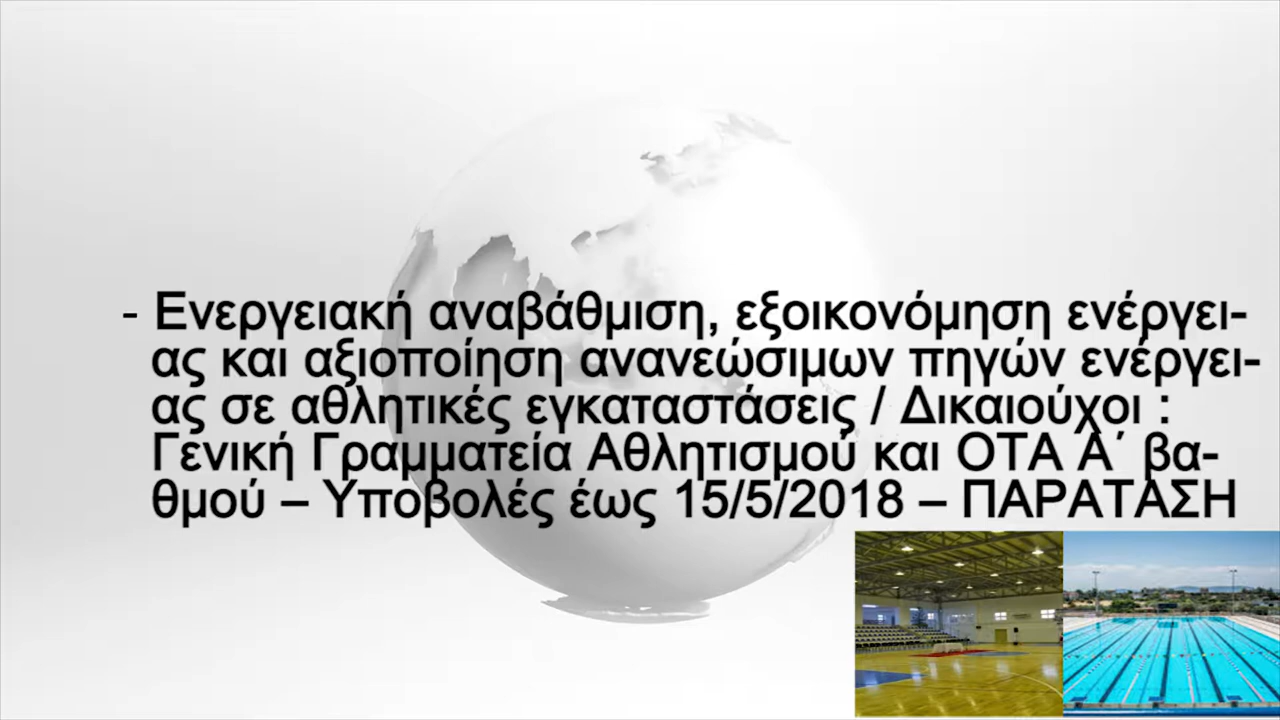 - Ενεργειακή αναβάθμιση, εξοικονόμηση ενέργει-
ας και αξιοποίηση ανανεώσιμων πηγών ενέργει-
ας σε αθλητικές εγκαταστάσεις / Δικαιούχοι :
Γενική Γραμματεία Αθλητισμού και ΟΤΑ Α΄ βα-
θμού – Υποβολές έως 15/5/2018 – ΠΑΡΑΤΑΣΗ